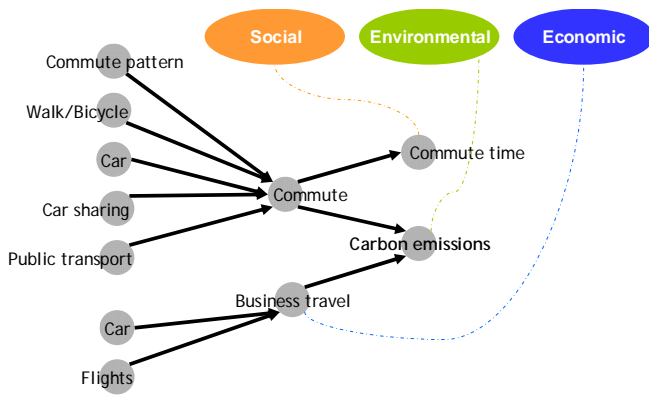 Social
Environmental
Economic
Commute pattern
Walk/Bicycle
Car
Car sharing
Public transport
Commute
Commute time
Carbon emissions
Business travel
Car
Flights